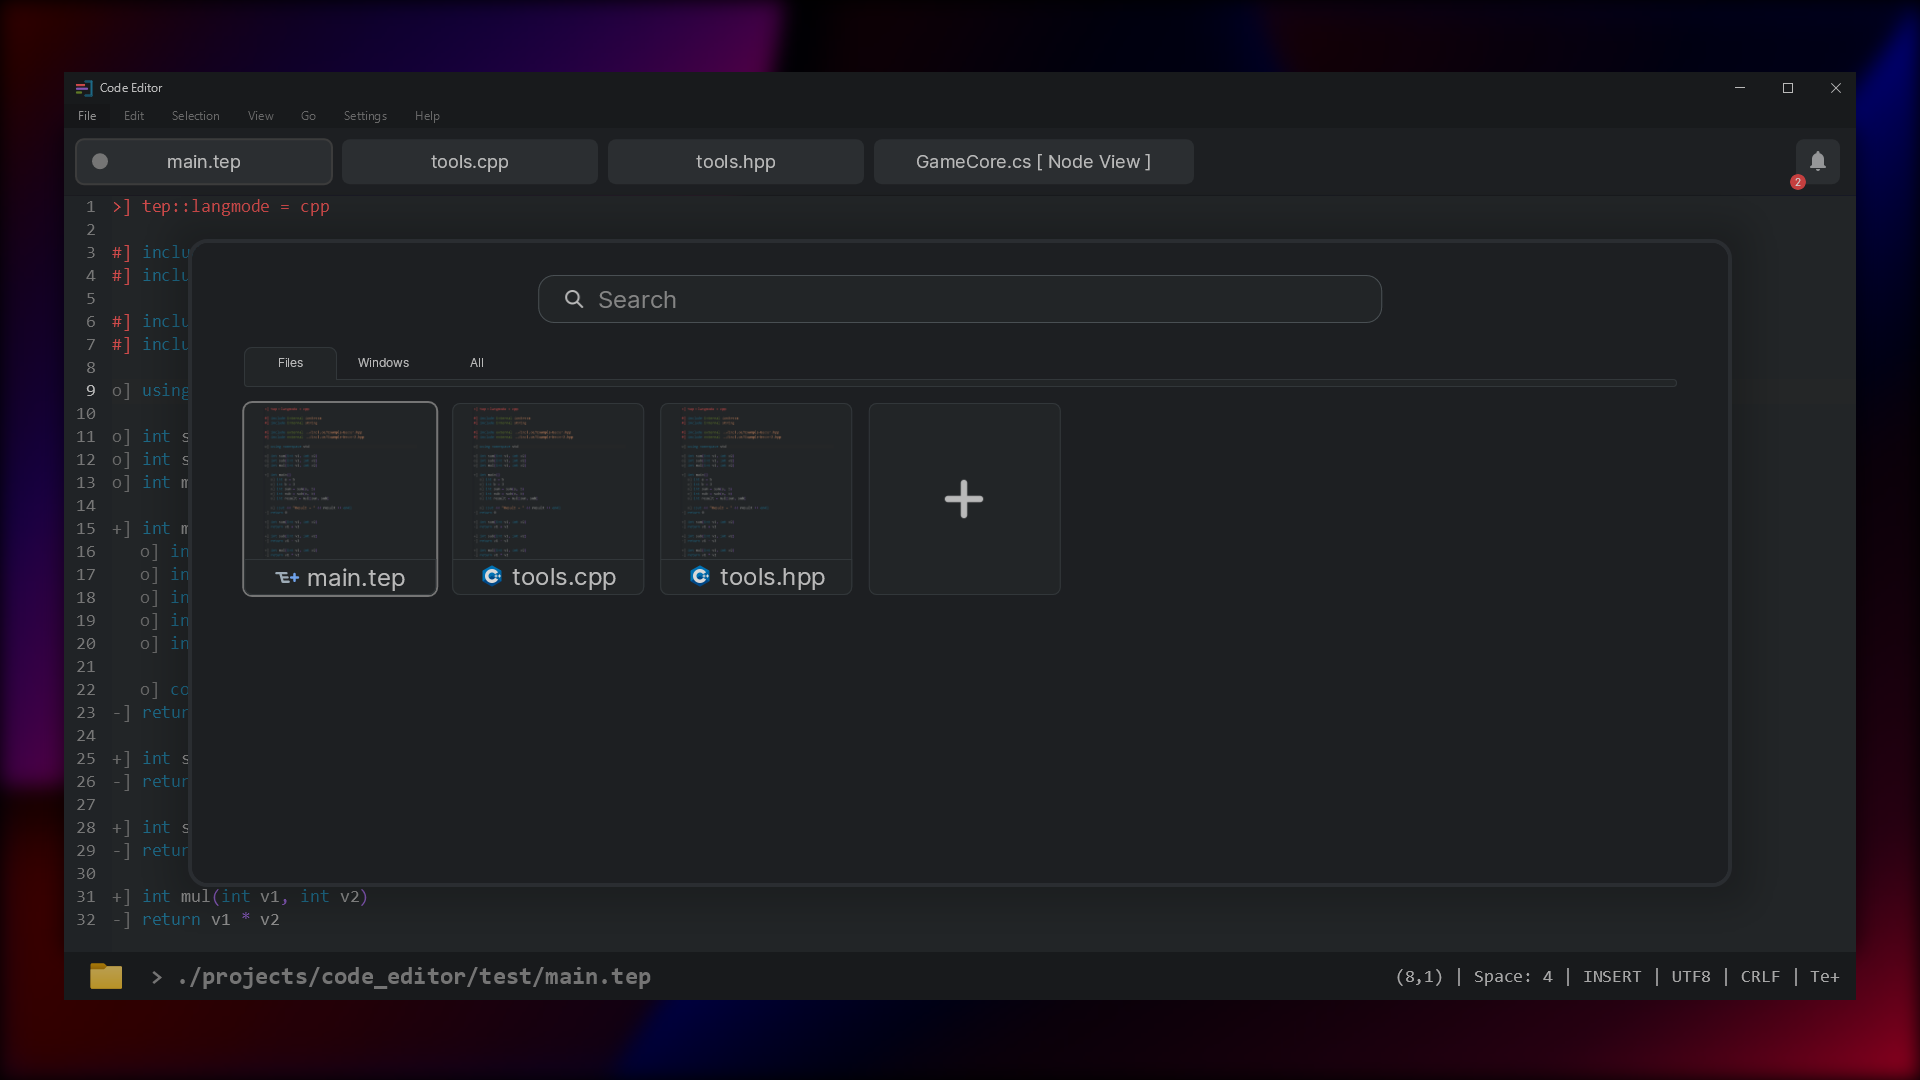 Code Editor
File Edit Selection View Go Settings Help
main.tep tools.cpp tools.hpp GameCore.cs [ Node View ]
2
1 >] tep::langmode = cpp
2
3 #] inclu
4 #] inclu
5
6 #] inclu
7 #] inclu
8
9 o] using
10
11 o] int s
12 o] int s
13 o] int m
14
15 +] int m
16 o] in
17 o] in
18 o] in
19 o] in
20 o] in
21
22 o] co
23 -] retur
24
25 +] int s
26 -] retur
27
28 +] int s
29 -] retur
30
31 +] int mul(int v1, int v2)
32 -] return v1 * v2
Search
Files Windows All
main.tep tools.cpp tools.hpp
> ./projects/code_editor/test/main.tep
(8,1) | Space: 4 | INSERT | UTF8 | CRLF | Te+